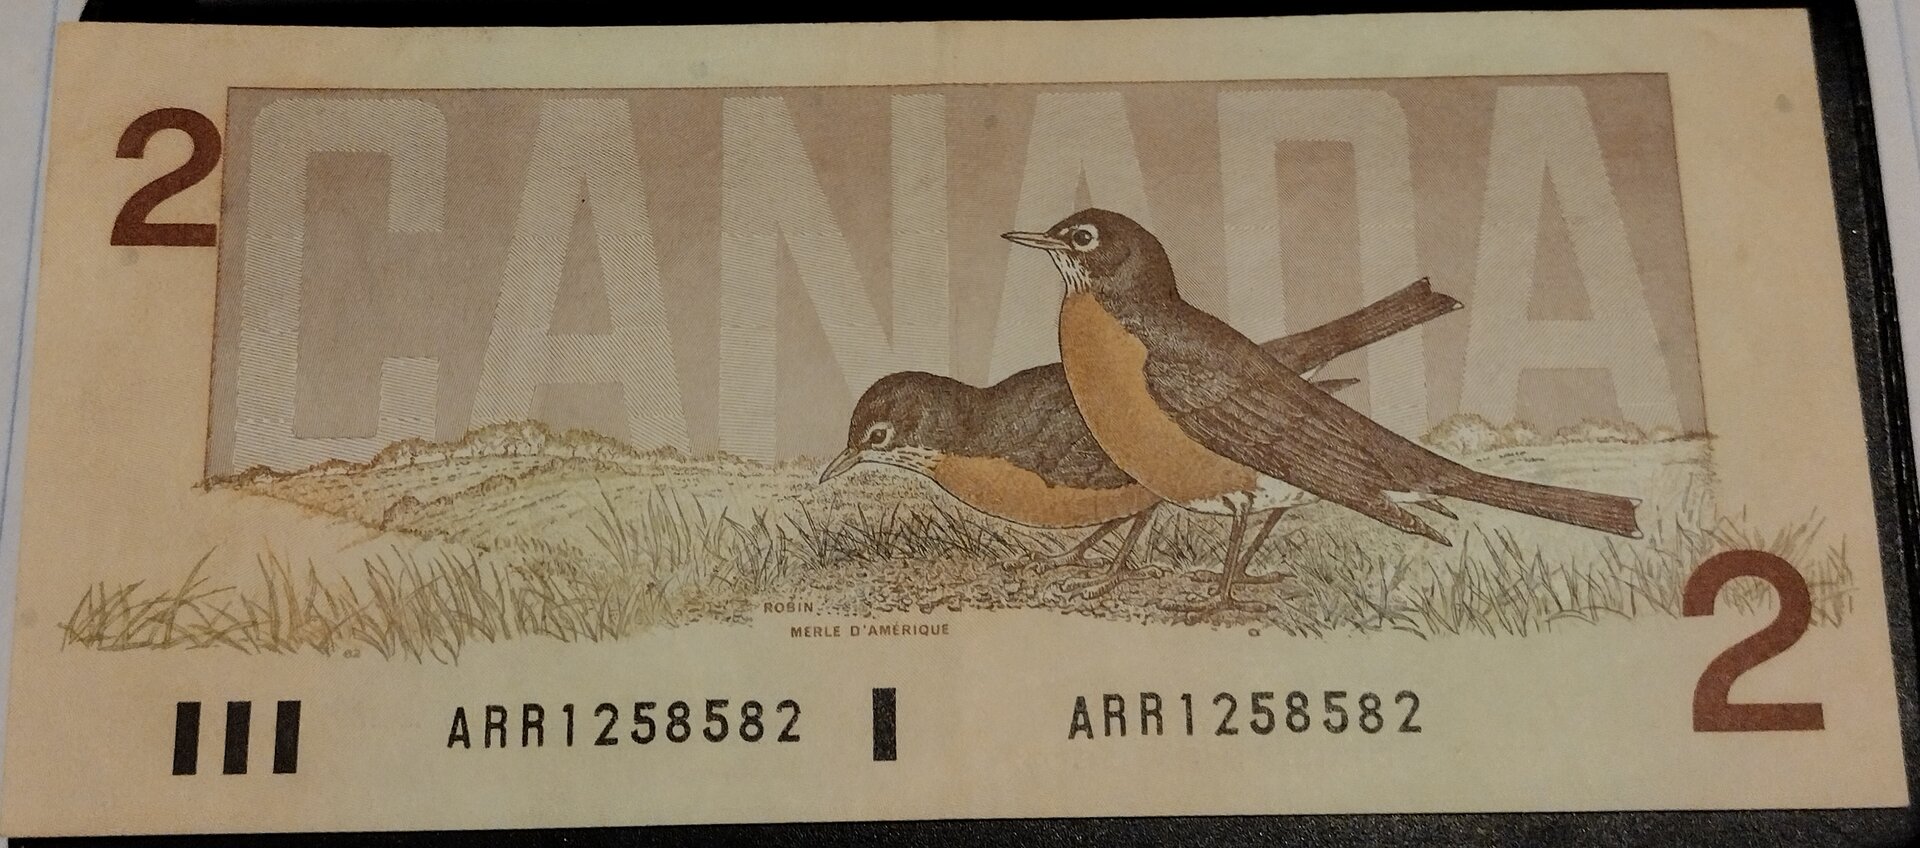 CANADA
2
ROBIN
MERLE D'AMÉRIQUE
2
ARR1258582 ARR1258582